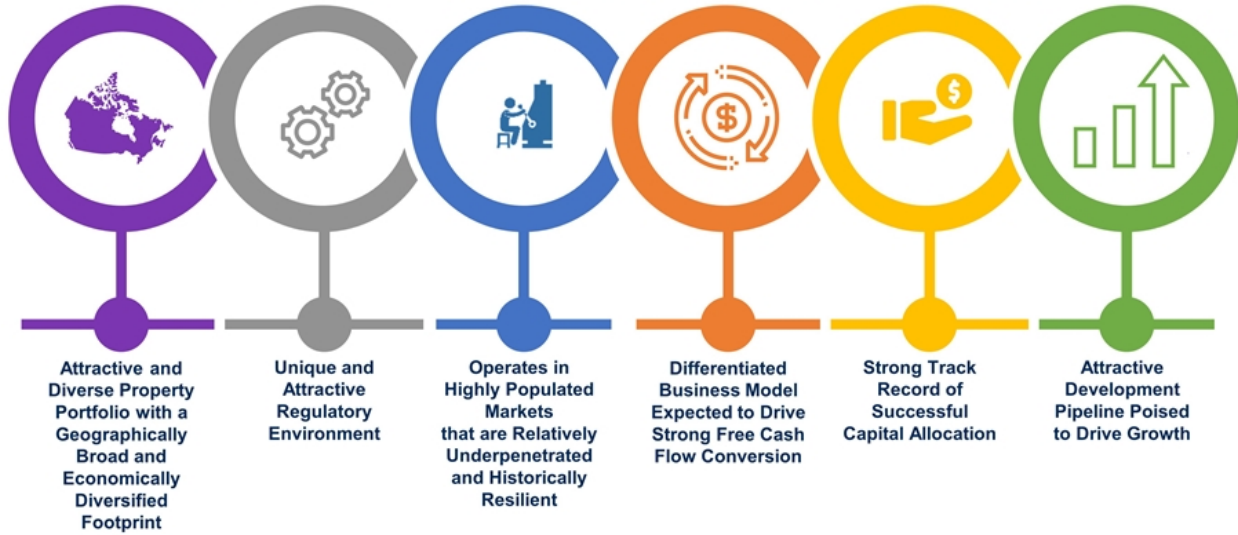 $
$
Attractive and
Diverse Property
Portfolio with a
Geographically
Broad and
Economically
Diversified
Footprint
Unique and
Attractive
Regulatory
Environment
Operates in
Highly Populated
Markets
that are Relatively
Underpenetrated
and Historically
Resilient
Differentiated
Business Model
Expected to Drive
Strong Free Cash
Flow Conversion
Strong Track
Record of
Successful
Capital Allocation
Attractive
Development
Pipeline Poised
to Drive Growth